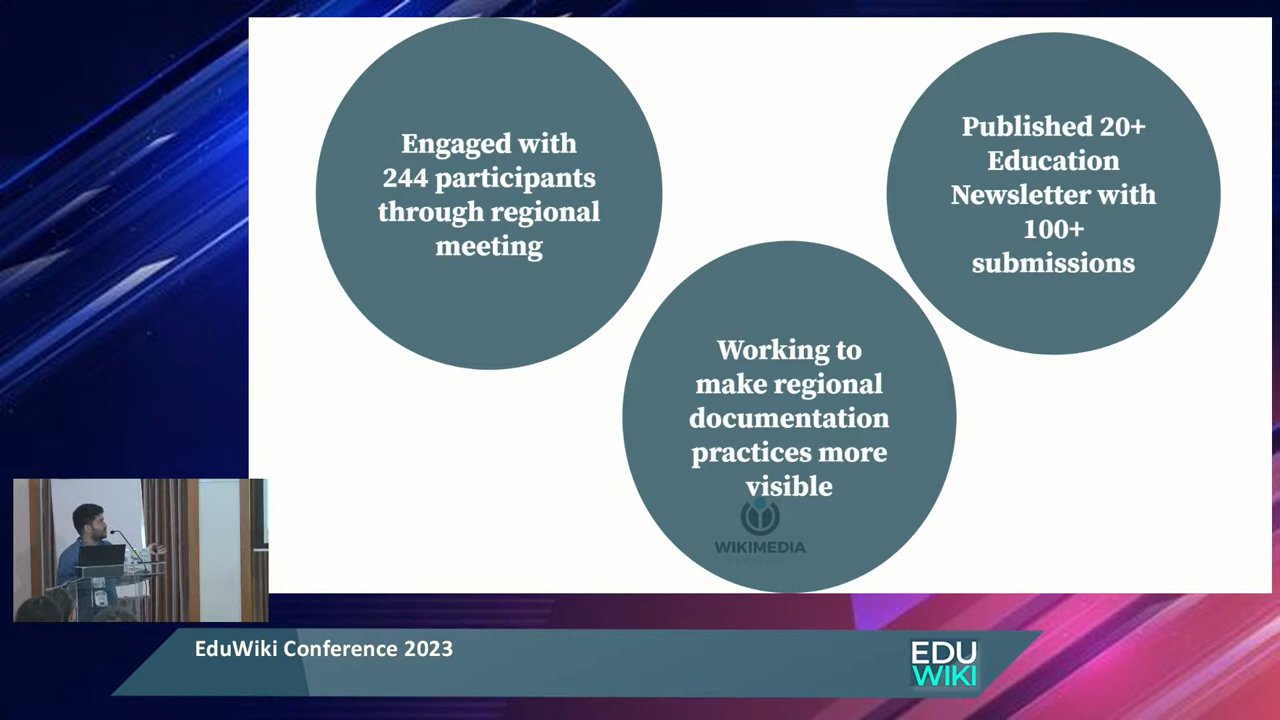 Engaged with
244 participants
through regional
meeting
Published 20+
Education
Newsletter with
100+
submissions
Working to
make regional
documentation
practices more
visible
WIKIMEDIA
EduWiki Conference 2023
EDU
WIKI